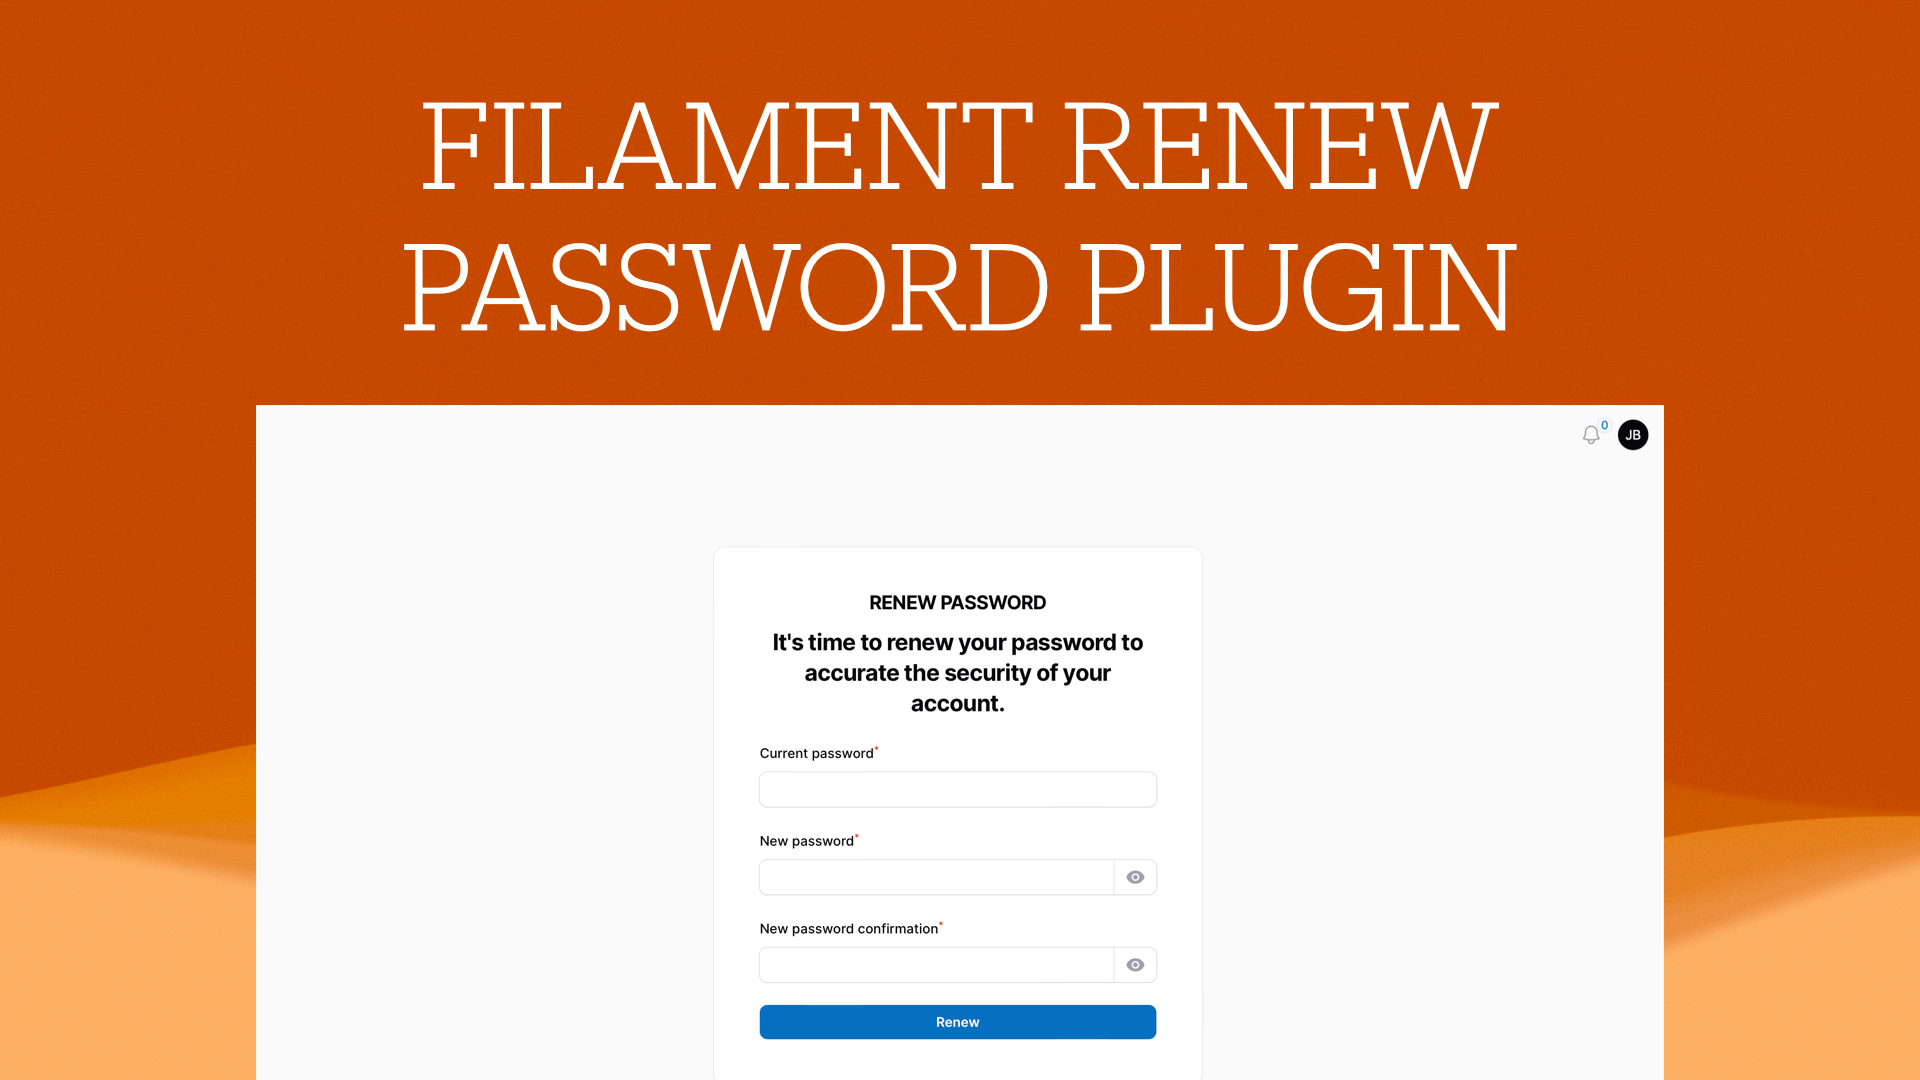 FILAMENT RENEW
PASSWORD PLUGIN
0
JB
RENEW PASSWORD
It's time to renew your password to
accurate the security of your
account.
Current password*
New password*
New password confirmation*
Renew